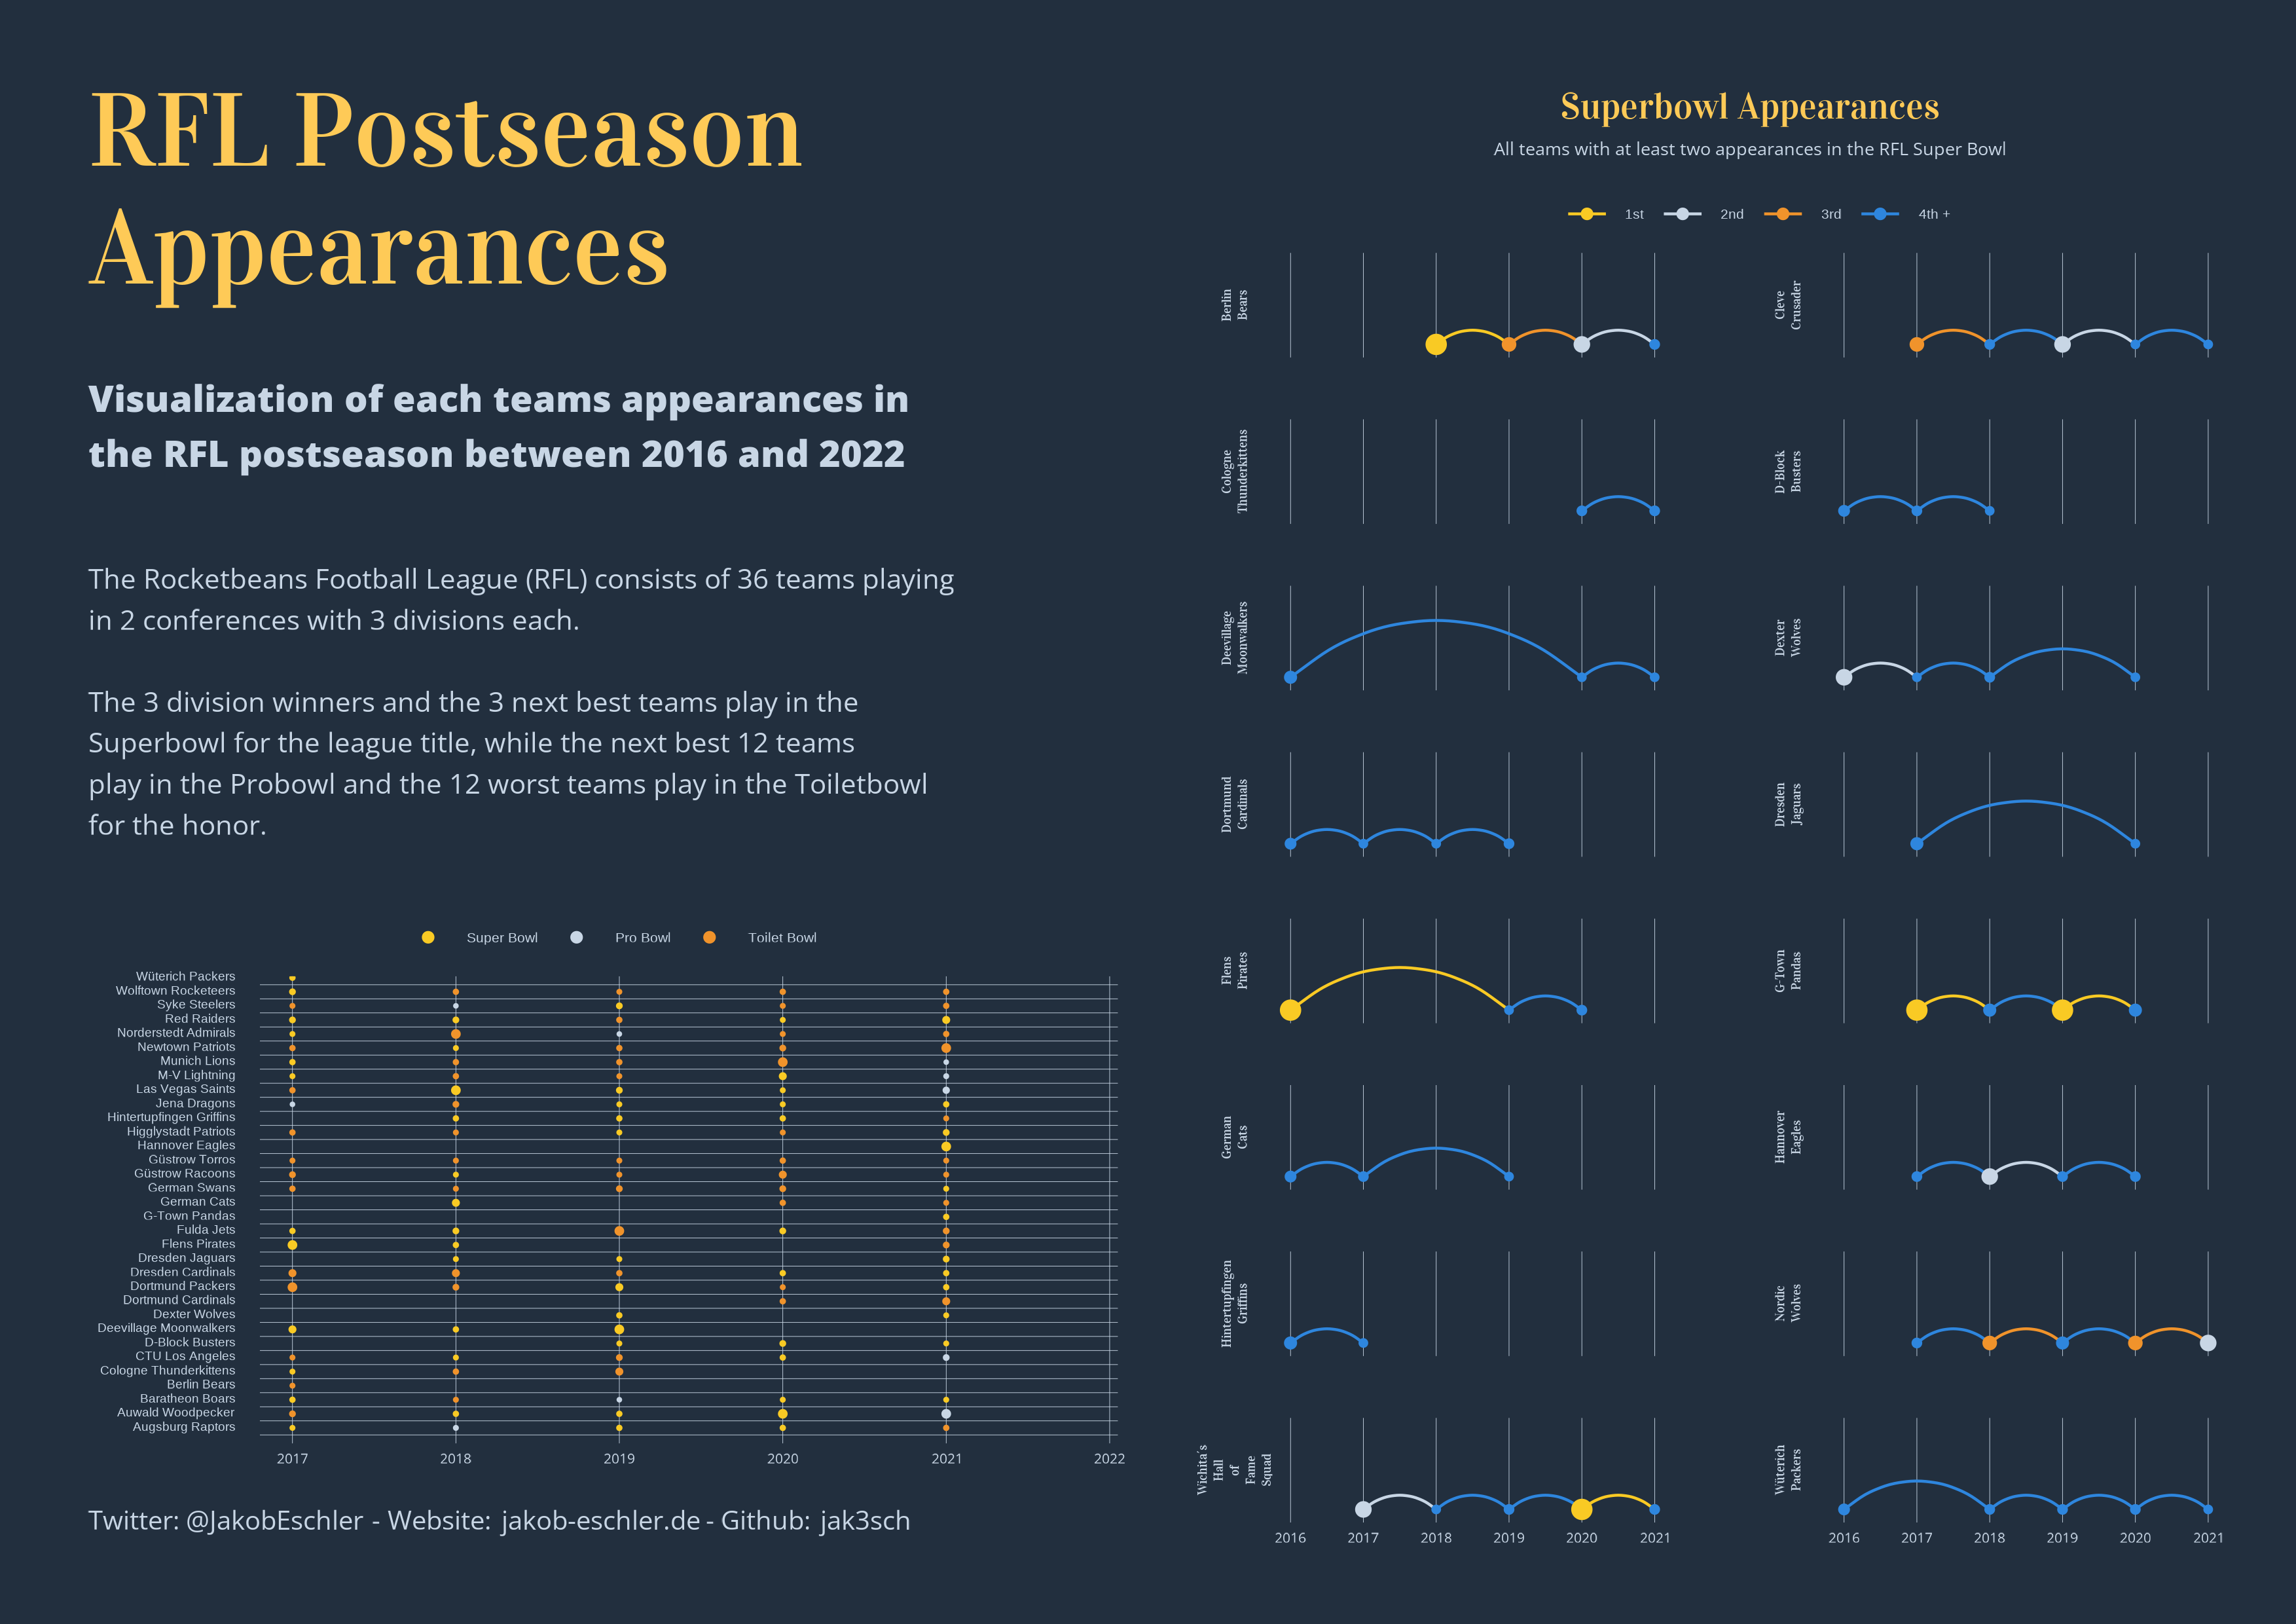 RFL Postseason
Appearances
Visualization of each teams appearances in
the RFL postseason between 2016 and 2022
The Rocketbeans Football League (RFL) consists of 36 teams playing
in 2 conferences with 3 divisions each.
The 3 division winners and the 3 next best teams play in the
Superbowl for the league title, while the next best 12 teams
play in the Probowl and the 12 worst teams play in the Toiletbowl
for the honor.
Super Bowl Pro Bowl Toilet Bowl
Wüterich Packers
Wolftown Rocketeers
Syke Steelers
Red Raiders
Norderstedt Admirals
Newtown Patriots
Munich Lions
M-V Lightning
Las Vegas Saints
Jena Dragons
Hintertupfingen Griffins
Higglystadt Patriots
Hannover Eagles
Güstrow Torros
Güstrow Racoons
German Swans
German Cats
G-Town Pandas
Fulda Jets
Flens Pirates
Dresden Jaguars
Dresden Cardinals
Dortmund Packers
Dortmund Cardinals
Dexter Wolves
Deevillage Moonwalkers
D-Block Busters
CTU Los Angeles
Cologne Thunderkittens
Berlin Bears
Baratheon Boars
Auwald Woodpecker
Augsburg Raptors
2017 2018 2019 2020 2021 2022
Twitter: @JakobEschler - Website: jakob-eschler.de - Github: jak3sch
Superbowl Appearances
All teams with at least two appearances in the RFL Super Bowl
1st 2nd 3rd 4th +
Berlin
Bears
Cleve
Crusader
Cologne
Thunderkittens
D-Block
Busters
Deevillage
Moonwalkers
Dexter
Wolves
Dortmund
Cardinals
Dresden
Jaguars
Flens
Pirates
G-Town
Pandas
German
Cats
Hannover
Eagles
Hintertupfingen
Griffins
Nordic
Wolves
Wichita's
Hall
of
Fame
Squad
Wüterich
Packers
2016 2017 2018 2019 2020 2021
2016 2017 2018 2019 2020 2021